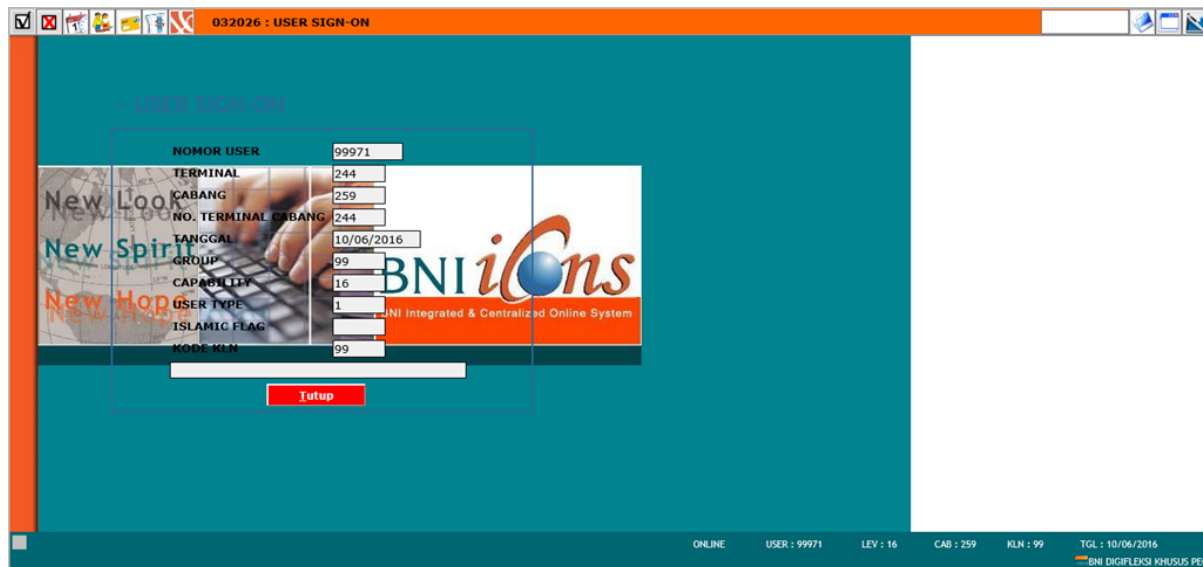 032026 : USER SIGN-ON
USER SIGN-ON
NOMOR USER 99971
TERMINAL 244
CABANG 259
NO. TERMINAL CABANG 244
TANGGAL 10/06/2016
GROUP 99
CAPABILITY 16
USER TYPE 1
ISLAMIC FLAG
KODE KLN 99
Tutup
New Look
New Spirit
New Hope
BNI icons
BNI Integrated & Centralized Online System
ONLINE USER : 99971 LEV : 16 CAB : 259 KLN : 99 TGL : 10/06/2016
BNI DIGIFLEKSI KHUSUS